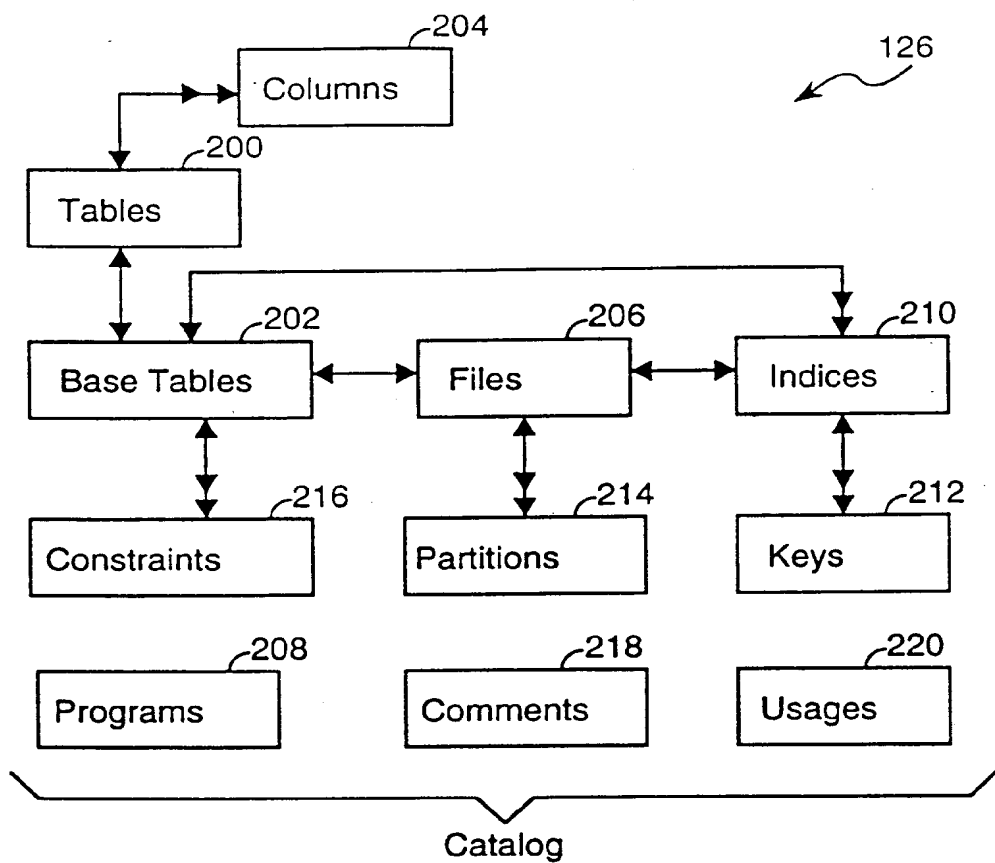 204
126
Columns
200
Tables
202
206
210
Base Tables
Files
Indices
216
214
212
Constraints
Partitions
Keys
208
218
220
Programs
Comments
Usages
Catalog